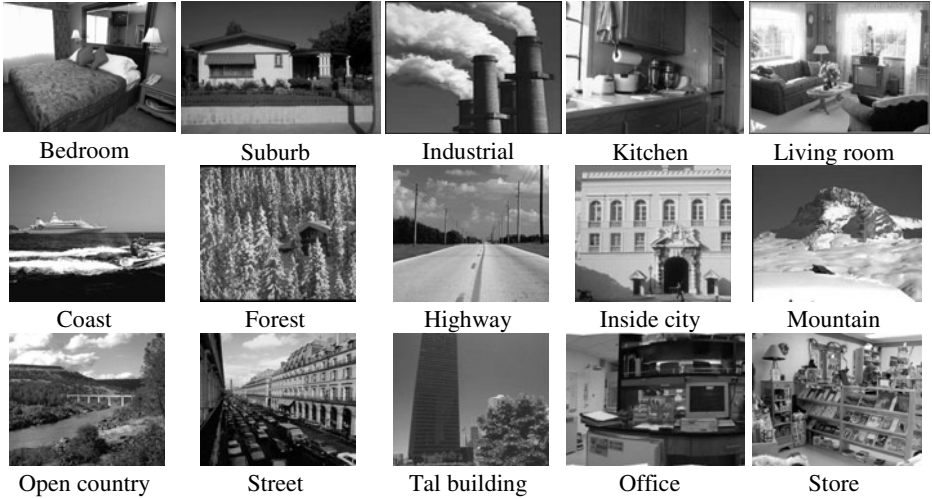 Bedroom Suburb Industrial Kitchen Living room
Coast Forest Highway Inside city Mountain
Open country Street Tal building Office Store